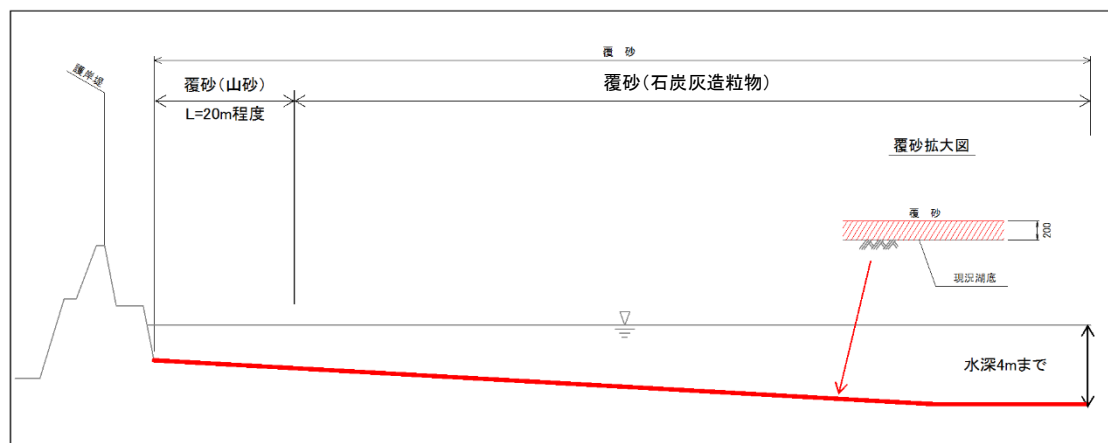 覆 砂
護岸堤
覆砂(山砂)
L=20m程度
覆砂(石炭灰造粒物)
覆砂拡大図
覆 砂
200
現況湖底
水深4mまで